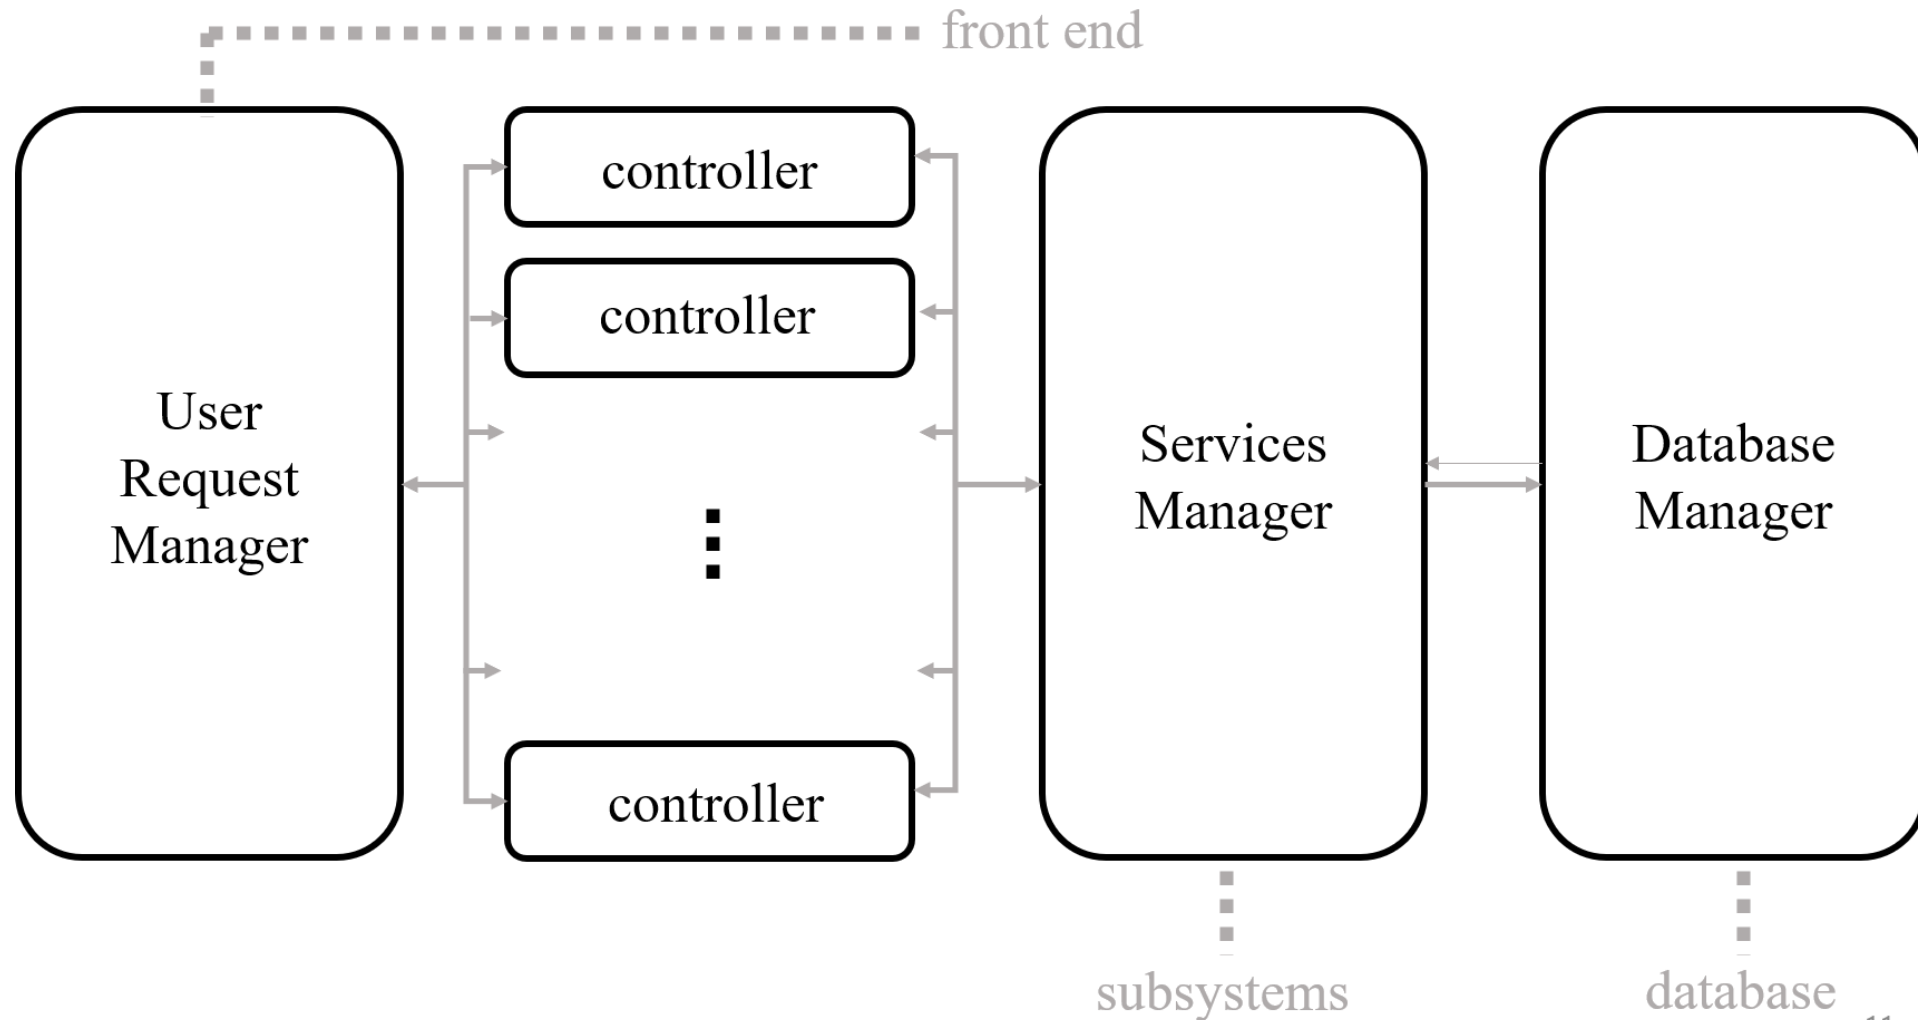 front end
controller
controller
User
Request
Manager
Services
Manager
Database
Manager
controller
subsystems
database